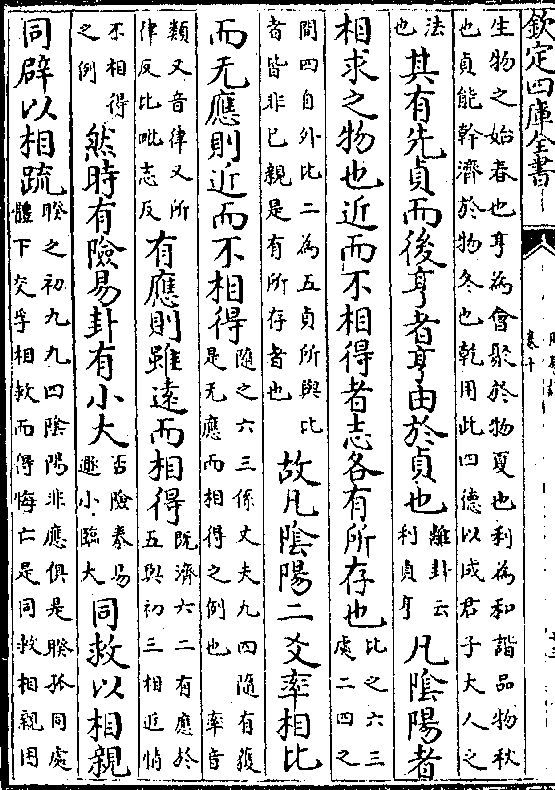 欽定四庫全書
生物之始春也亨為會聚於物夏也利為和諧品物秋
也貞能幹濟於物冬也乾用此四德以成君子大人之
法也其有先貞而後亨者亨由於貞也離卦云利貞亨凡陰陽者
相求之物也近而不相得者志各有所存也比之六三處二四之
間四自外比二為五貞所與比者皆非已親是有所存者也故凡陰陽二爻率相比
而无應則近而不相得隨之六三係丈夫九四隨有獲是无應而相得之例也率音
類又音律又所律反比毗志反有應則雖遠而相得既濟六二有應於五與初三相近情
不相得之例然時有險易卦有小大否險泰易遯小臨大同救以相親
同辟以相疏睽之初九九四陰陽非應俱是睽孤同處體下交孚相救而得悔亡是同救相親困